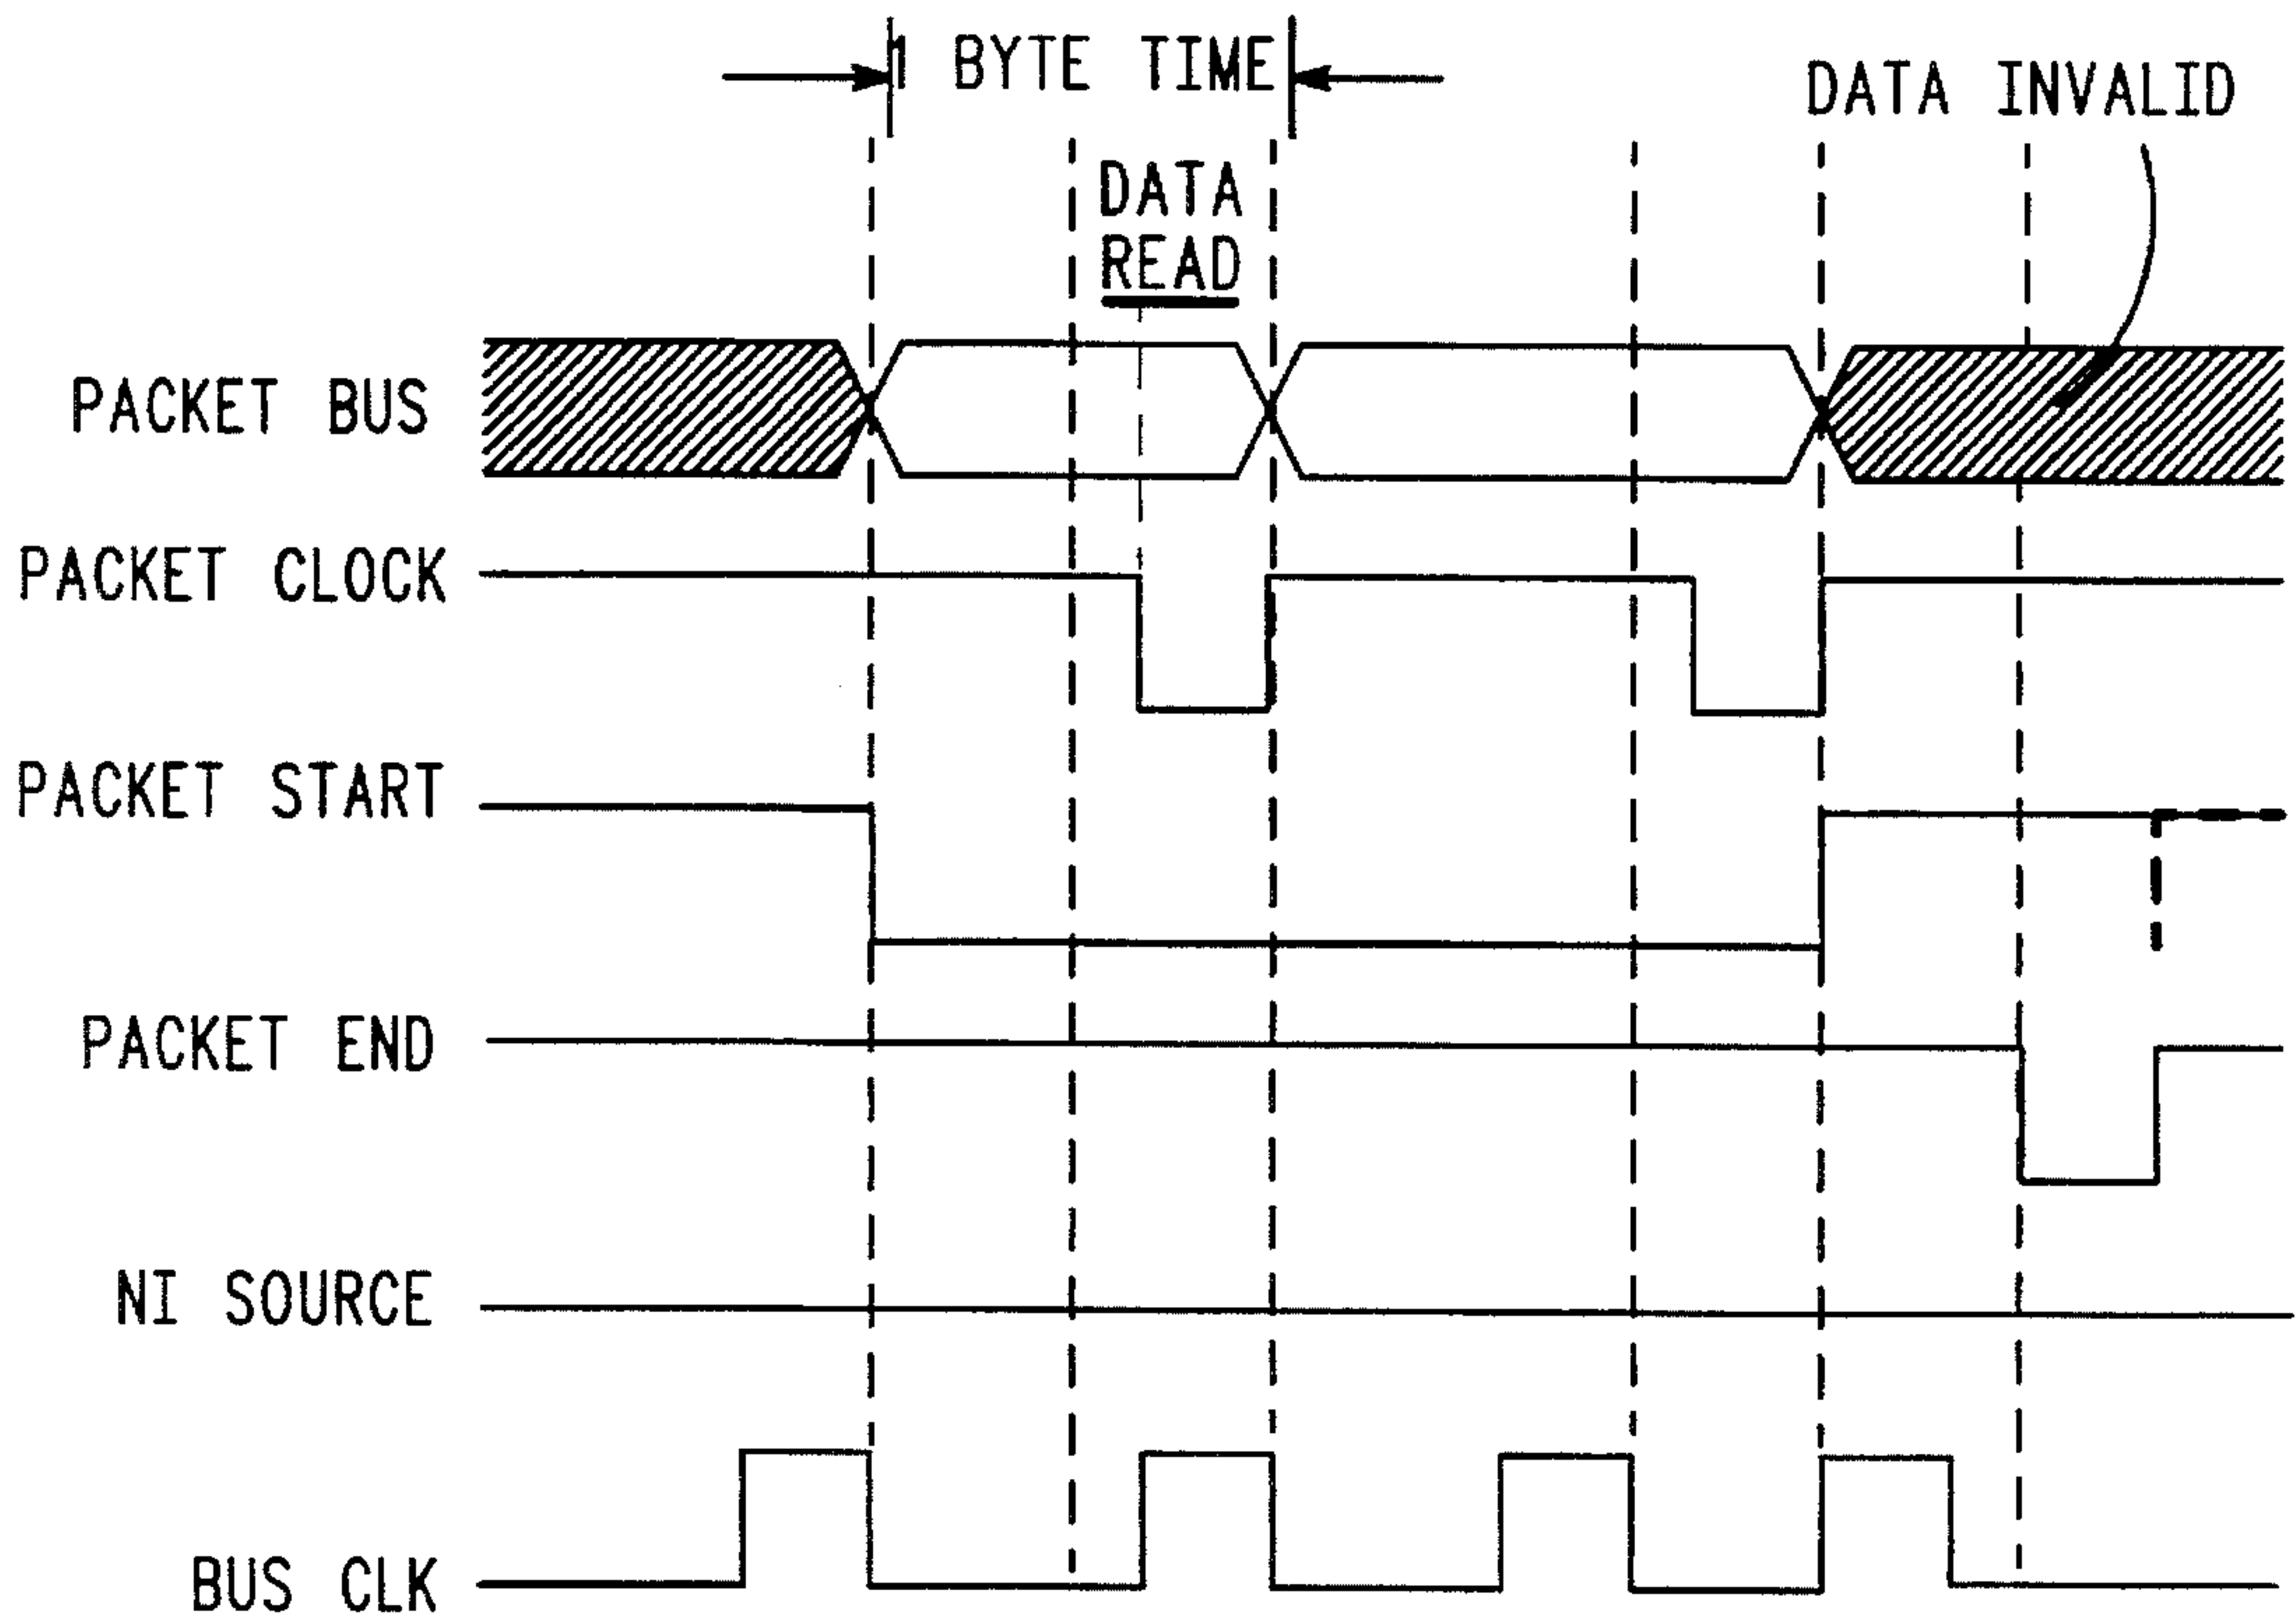 1 BYTE TIME
DATA INVALID
DATA
READ
PACKET BUS
PACKET CLOCK
PACKET START
PACKET END
NI SOURCE
BUS CLK